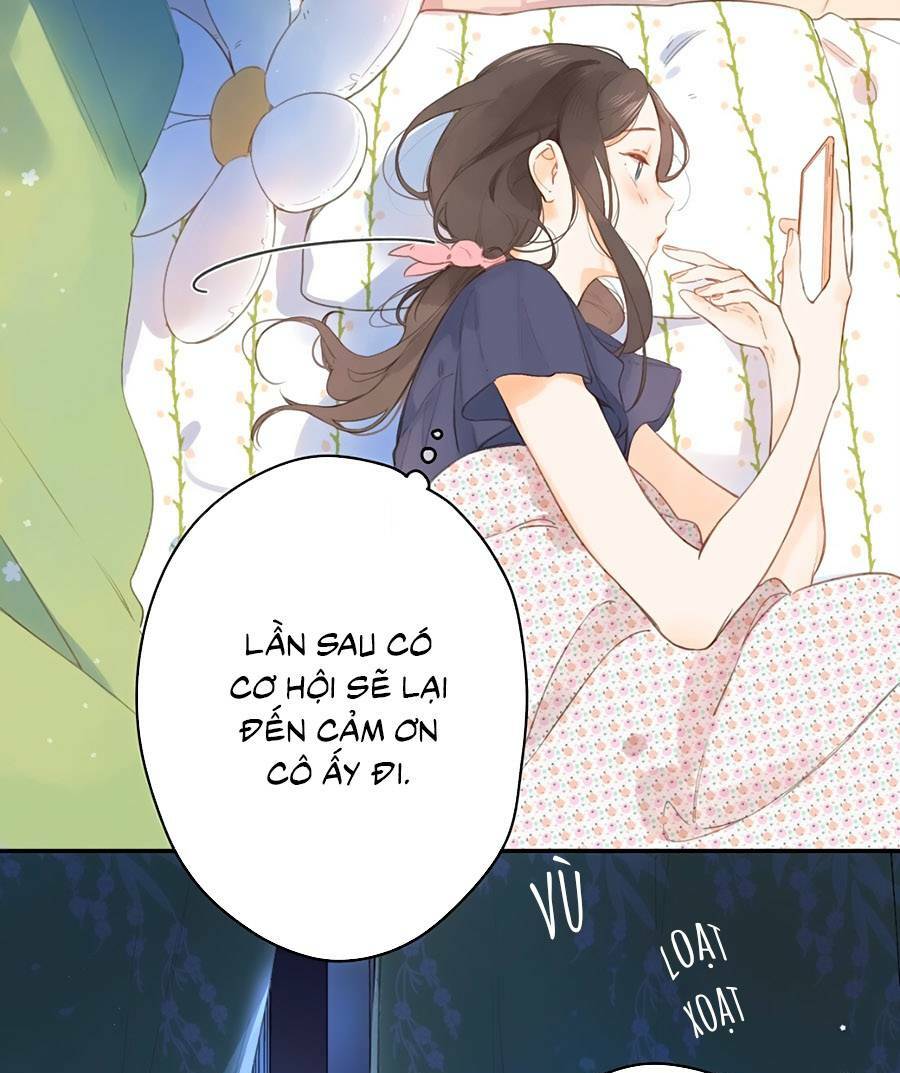 LẦN SAU CÓ
CƠ HỘI SẼ LẠI
ĐẾN CẢM ƠN
CÔ ẤY ĐI.
VÙ
LOẠT
XOẠT